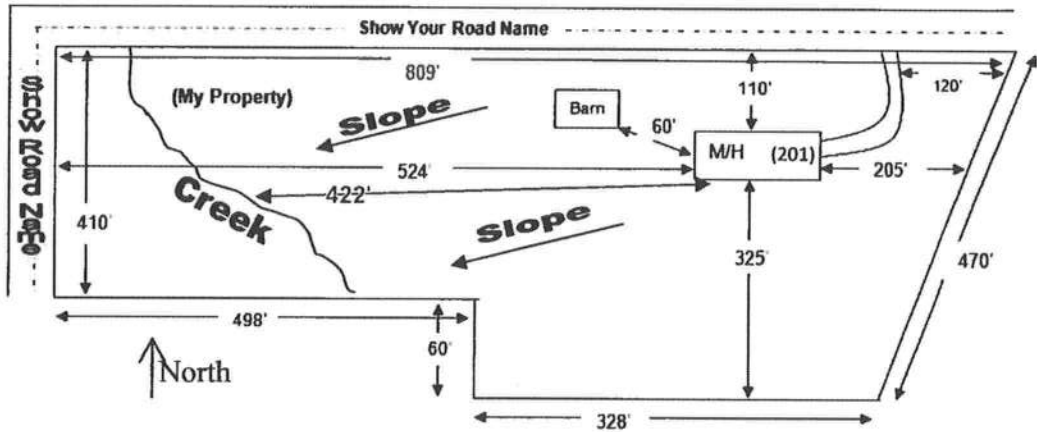 Show Your Road Name
Show Road Name
809'
(My Property)
Slope
Barn
110'
120'
60'
M/H (201)
524'
205'
422'
Creek
410'
Slope
325'
470'
498'
60'
North
328'